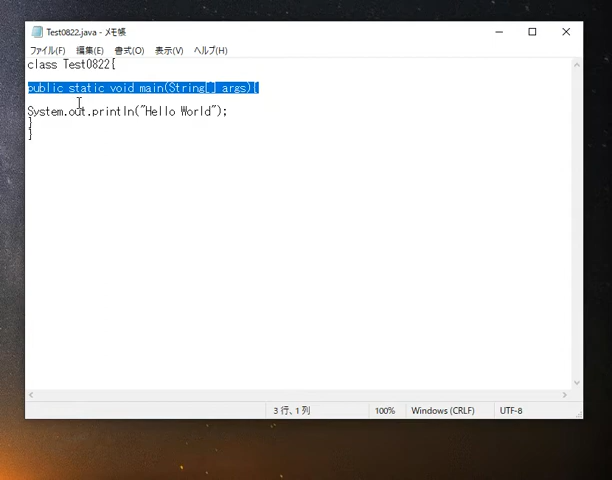 Test0822.java - メモ帳
ファイル(F) 編集(E) 書式(O) 表示(V) ヘルプ(H)
class Test0822{
public static void main(String[] args){
System.out.println("Hello World");
}
}
3 行、1 列 100% Windows (CRLF) UTF-8